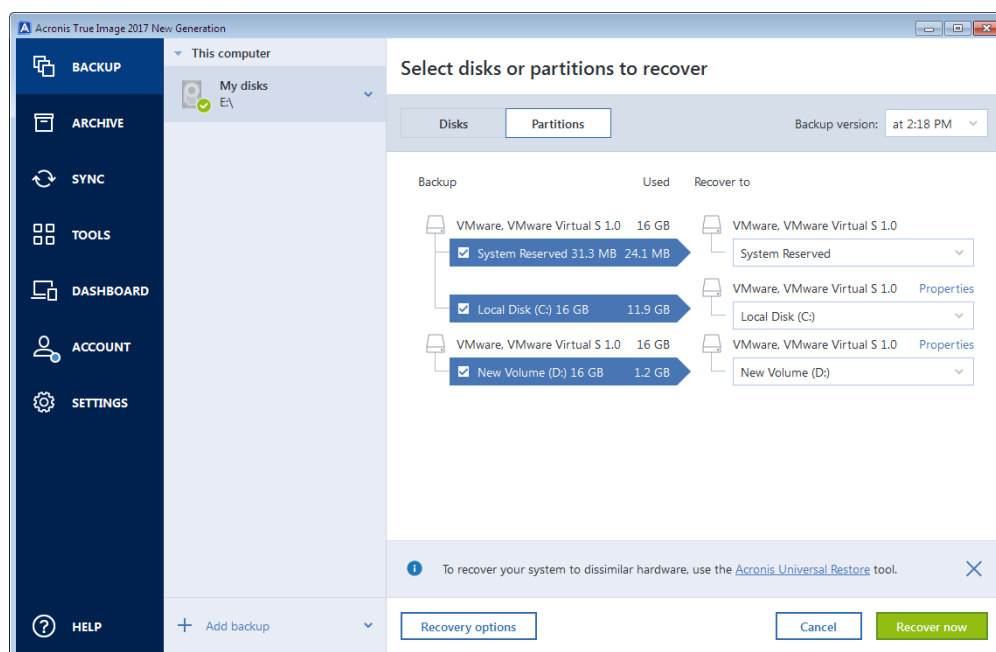 Acronis True Image 2017 New Generation
BACKUP
ARCHIVE
SYNC
TOOLS
DASHBOARD
ACCOUNT
SETTINGS
HELP
This computer
My disks
E:\
Add backup
Select disks or partitions to recover
Disks Partitions Backup version: at 2:18 PM
Backup Used Recover to
VMware, VMware Virtual S 1.0 16 GB VMware, VMware Virtual S 1.0
System Reserved 31.3 MB 24.1 MB System Reserved
VMware, VMware Virtual S 1.0 Properties
Local Disk (C:) 16 GB 11.9 GB Local Disk (C:)
VMware, VMware Virtual S 1.0 16 GB VMware, VMware Virtual S 1.0 Properties
New Volume (D:) 16 GB 1.2 GB New Volume (D:)
To recover your system to dissimilar hardware, use the Acronis Universal Restore tool.
Recovery options Cancel Recover now